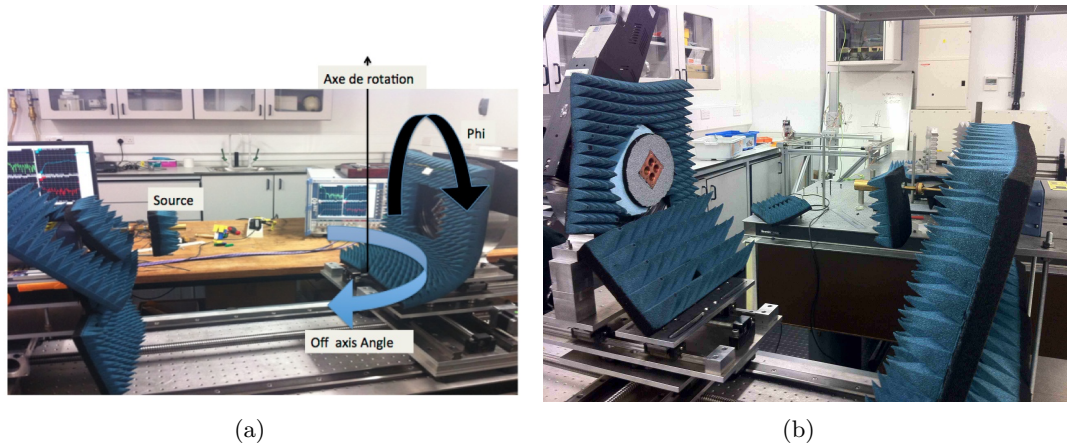 Axe de rotation
Phi
Source
Off axis Angle
(a)
(b)